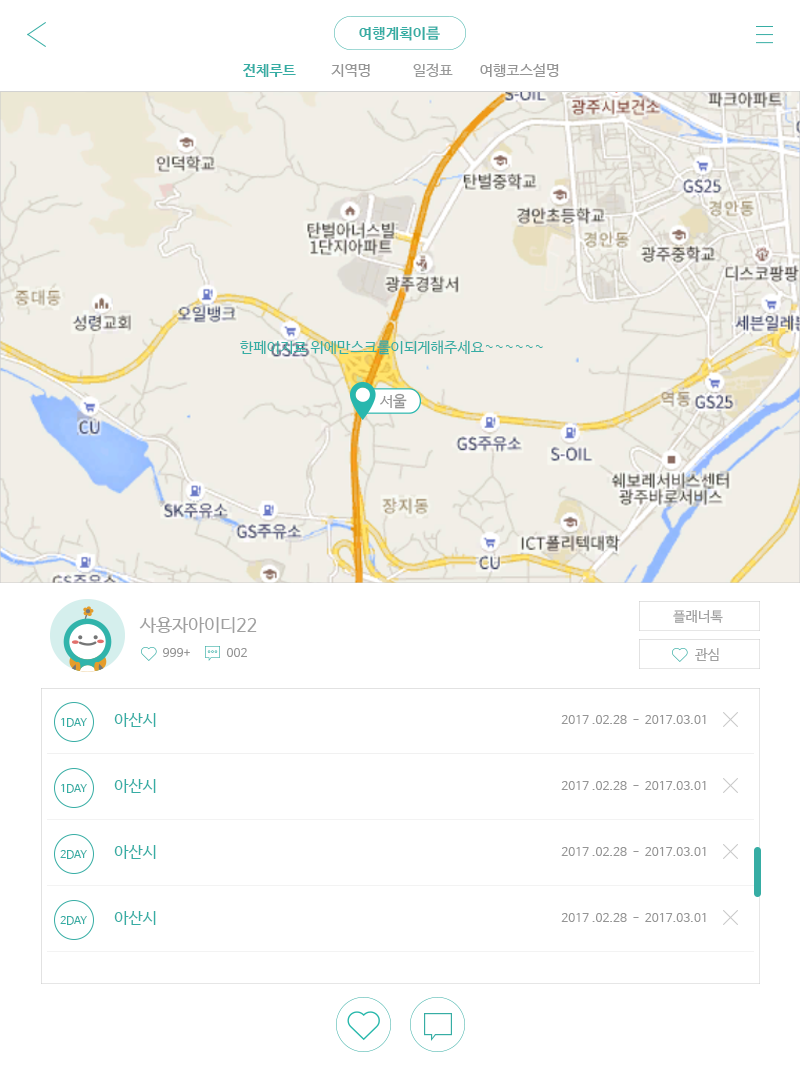 여행계획이름
전체루트 지역명 일정표 여행코스설명
S-OIL
광주시보건소
파크아파트
인덕학교
탄벌중학교
GS25
경안동
경안초등학교
탄벌아너스빌
1단지아파트
경안동
광주중학교
광주경찰서
디스코팡팡
중대동
성령교회
오일뱅크
세븐일레븐
한페이지요 위에만스크롤이되게해주세요~~~~~~
GS25
서울
역동
GS25
CU
GS주유소
S-OIL
쉐보레서비스센터
광주바로서비스
SK주유소
GS주유소
장지동
ICT폴리텍대학
CU
GS주유소
사용자아이디22
999+ 002
플래너톡
관심
1DAY 아산시 2017 .02.28 - 2017.03.01
1DAY 아산시 2017 .02.28 - 2017.03.01
2DAY 아산시 2017 .02.28 - 2017.03.01
2DAY 아산시 2017 .02.28 - 2017.03.01